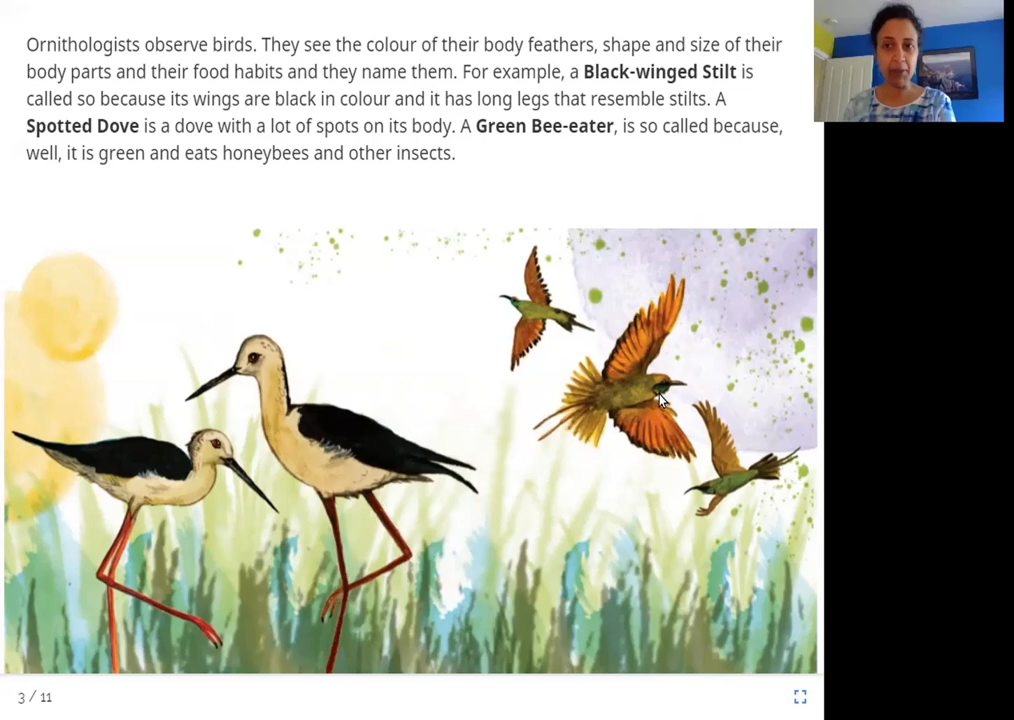 Ornithologists observe birds. They see the colour of their body feathers, shape and size of their
body parts and their food habits and they name them. For example, a Black-winged Stilt is
called so because its wings are black in colour and it has long legs that resemble stilts. A
Spotted Dove is a dove with a lot of spots on its body. A Green Bee-eater, is so called because,
well, it is green and eats honeybees and other insects.
3 / 11